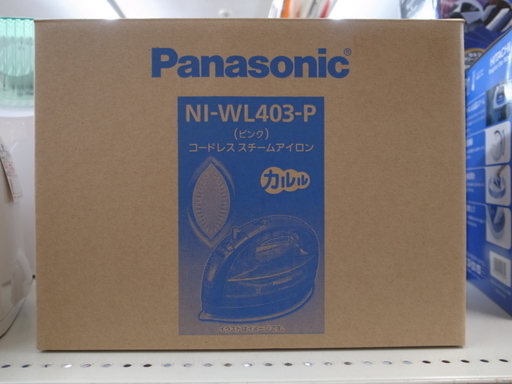 Panasonic®
NI-WL403-P
(ピンク)
コードレス スチームアイロン
カルル